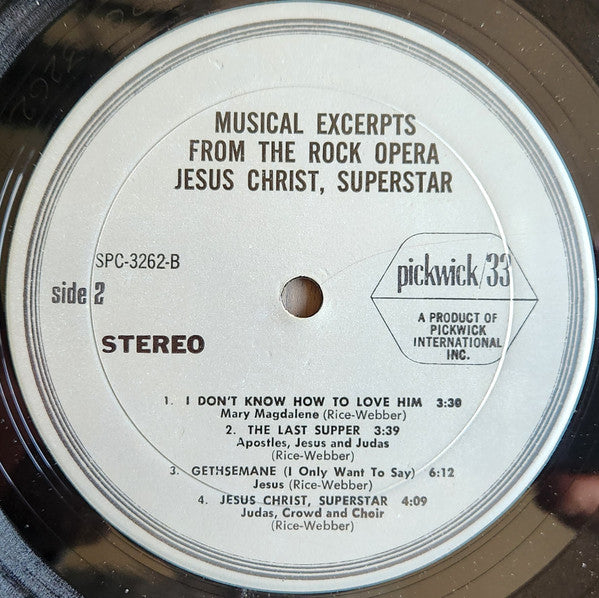 MUSICAL EXCERPTS
FROM THE ROCK OPERA
JESUS CHRIST, SUPERSTAR
SPC-3262-B
side 2
STEREO
pickwick/33
A PRODUCT OF
PICKWICK
INTERNATIONAL
INC.
1. I DON'T KNOW HOW TO LOVE HIM 3:30
Mary Magdalene (Rice-Webber)
2. THE LAST SUPPER 3:39
Apostles, Jesus and Judas
(Rice-Webber)
3. GETHSEMANE (I Only Want To Say) 6:12
Jesus (Rice-Webber)
4. JESUS CHRIST, SUPERSTAR 4:09
Judas, Crowd and Choir
(Rice-Webber)